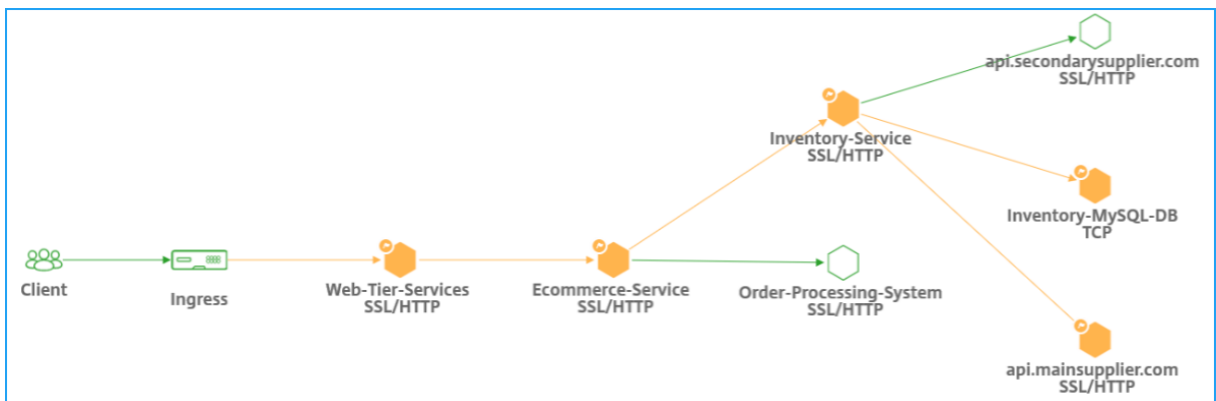 api.secondarysupplier.com
SSL/HTTP
Inventory-Service
SSL/HTTP
Inventory-MySQL-DB
TCP
Client
Ingress
Web-Tier-Services
SSL/HTTP
Ecommerce-Service
SSL/HTTP
Order-Processing-System
SSL/HTTP
api.mainsupplier.com
SSL/HTTP